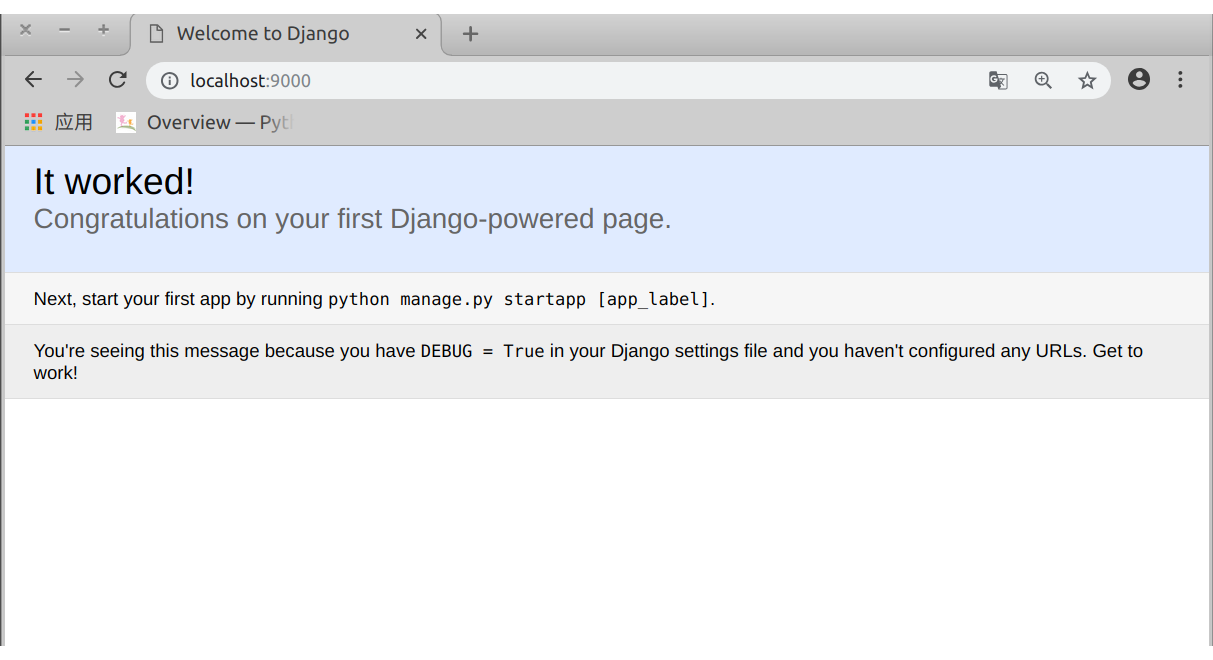 Welcome to Django
localhost:9000
应用 Overview — Pyt
It worked!
Congratulations on your first Django-powered page.
Next, start your first app by running python manage.py startapp [app_label].
You're seeing this message because you have DEBUG = True in your Django settings file and you haven't configured any URLs. Get to
work!